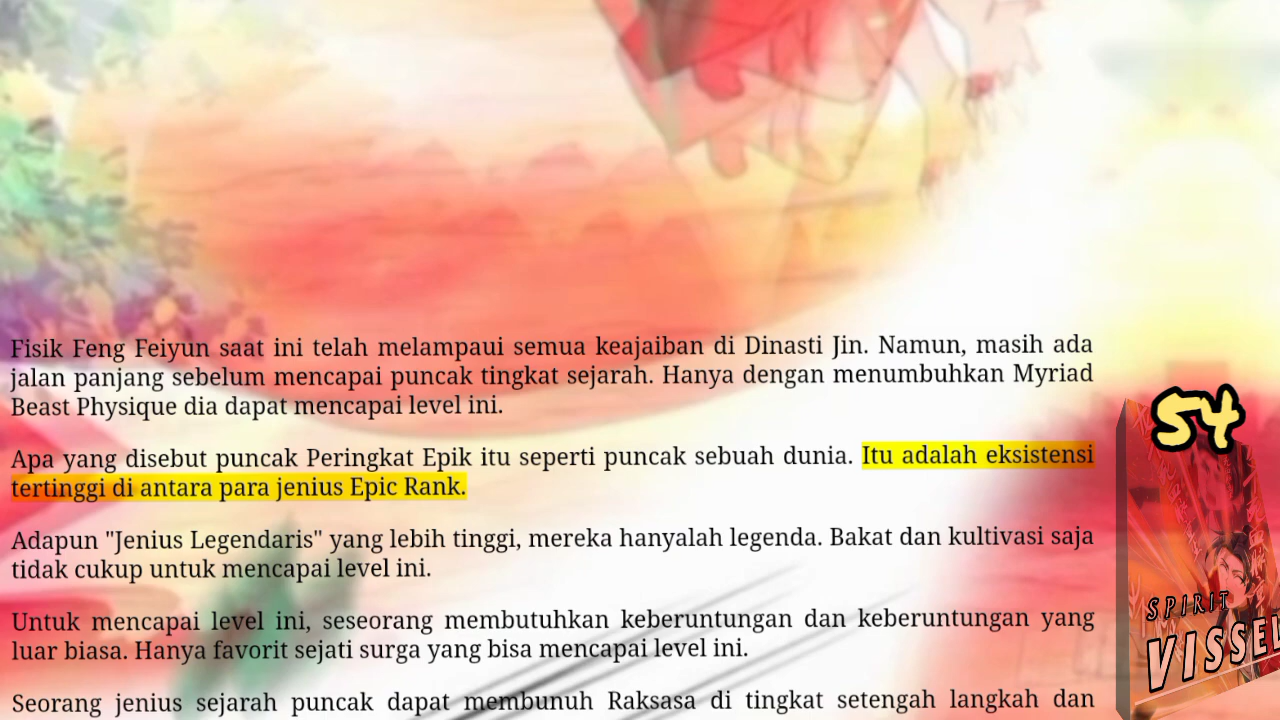 Fisik Feng Feiyun saat ini telah melampaui semua keajaiban di Dinasti Jin. Namun, masih ada
jalan panjang sebelum mencapai puncak tingkat sejarah. Hanya dengan menumbuhkan Myriad
Beast Physique dia dapat mencapai level ini.
Apa yang disebut puncak Peringkat Epik itu seperti puncak sebuah dunia. Itu adalah eksistensi
tertinggi di antara para jenius Epic Rank.
Adapun "Jenius Legendaris" yang lebih tinggi, mereka hanyalah legenda. Bakat dan kultivasi saja
tidak cukup untuk mencapai level ini.
Untuk mencapai level ini, seseorang membutuhkan keberuntungan dan keberuntungan yang
luar biasa. Hanya favorit sejati surga yang bisa mencapai level ini.
Seorang jenius sejarah puncak dapat membunuh Raksasa di tingkat setengah langkah dan
54
SPIRIT
VISSEL